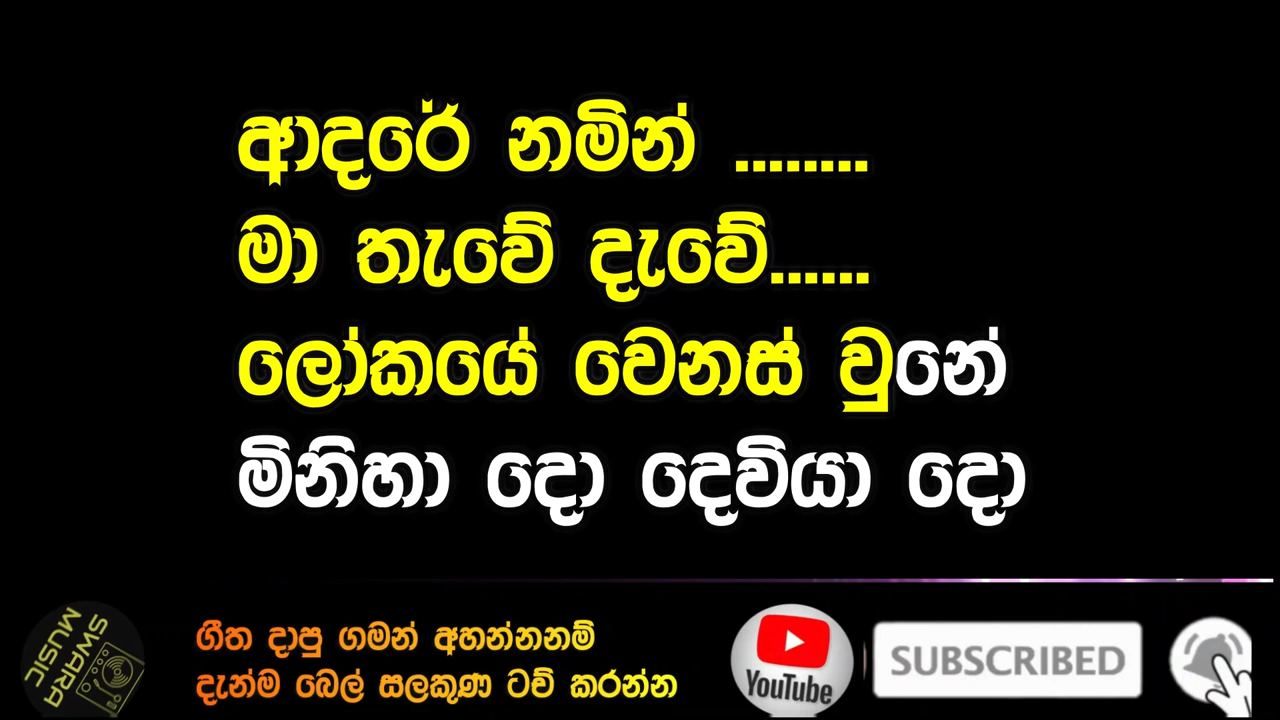 ආදරේ නමින් ........
මා තැවේ දැවේ......
ලෝකයේ වෙනස් වුනේ
මිනිහා දෝ දෙවියා දෝ
SWARA
MUSIC
ගීත දාපු ගමන් අහන්නනම්
දැන්ම බෙල් සලකුණ ටච් කරන්න
YouTube
SUBSCRIBED